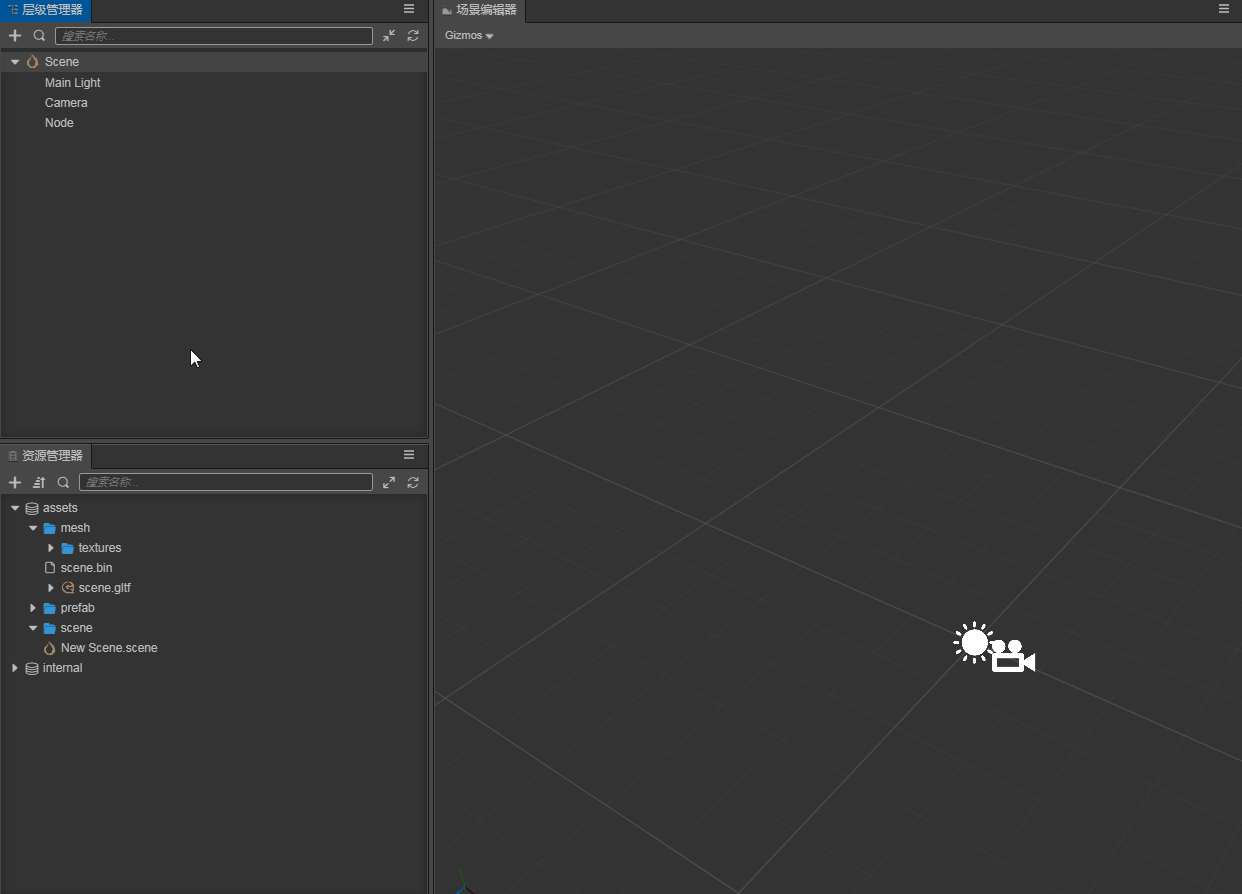 层级管理器
搜索名称...
Scene
Main Light
Camera
Node
资源管理器
搜索名称...
assets
mesh
textures
scene.bin
scene.gltf
prefab
scene
New Scene.scene
internal
场景编辑器
Gizmos